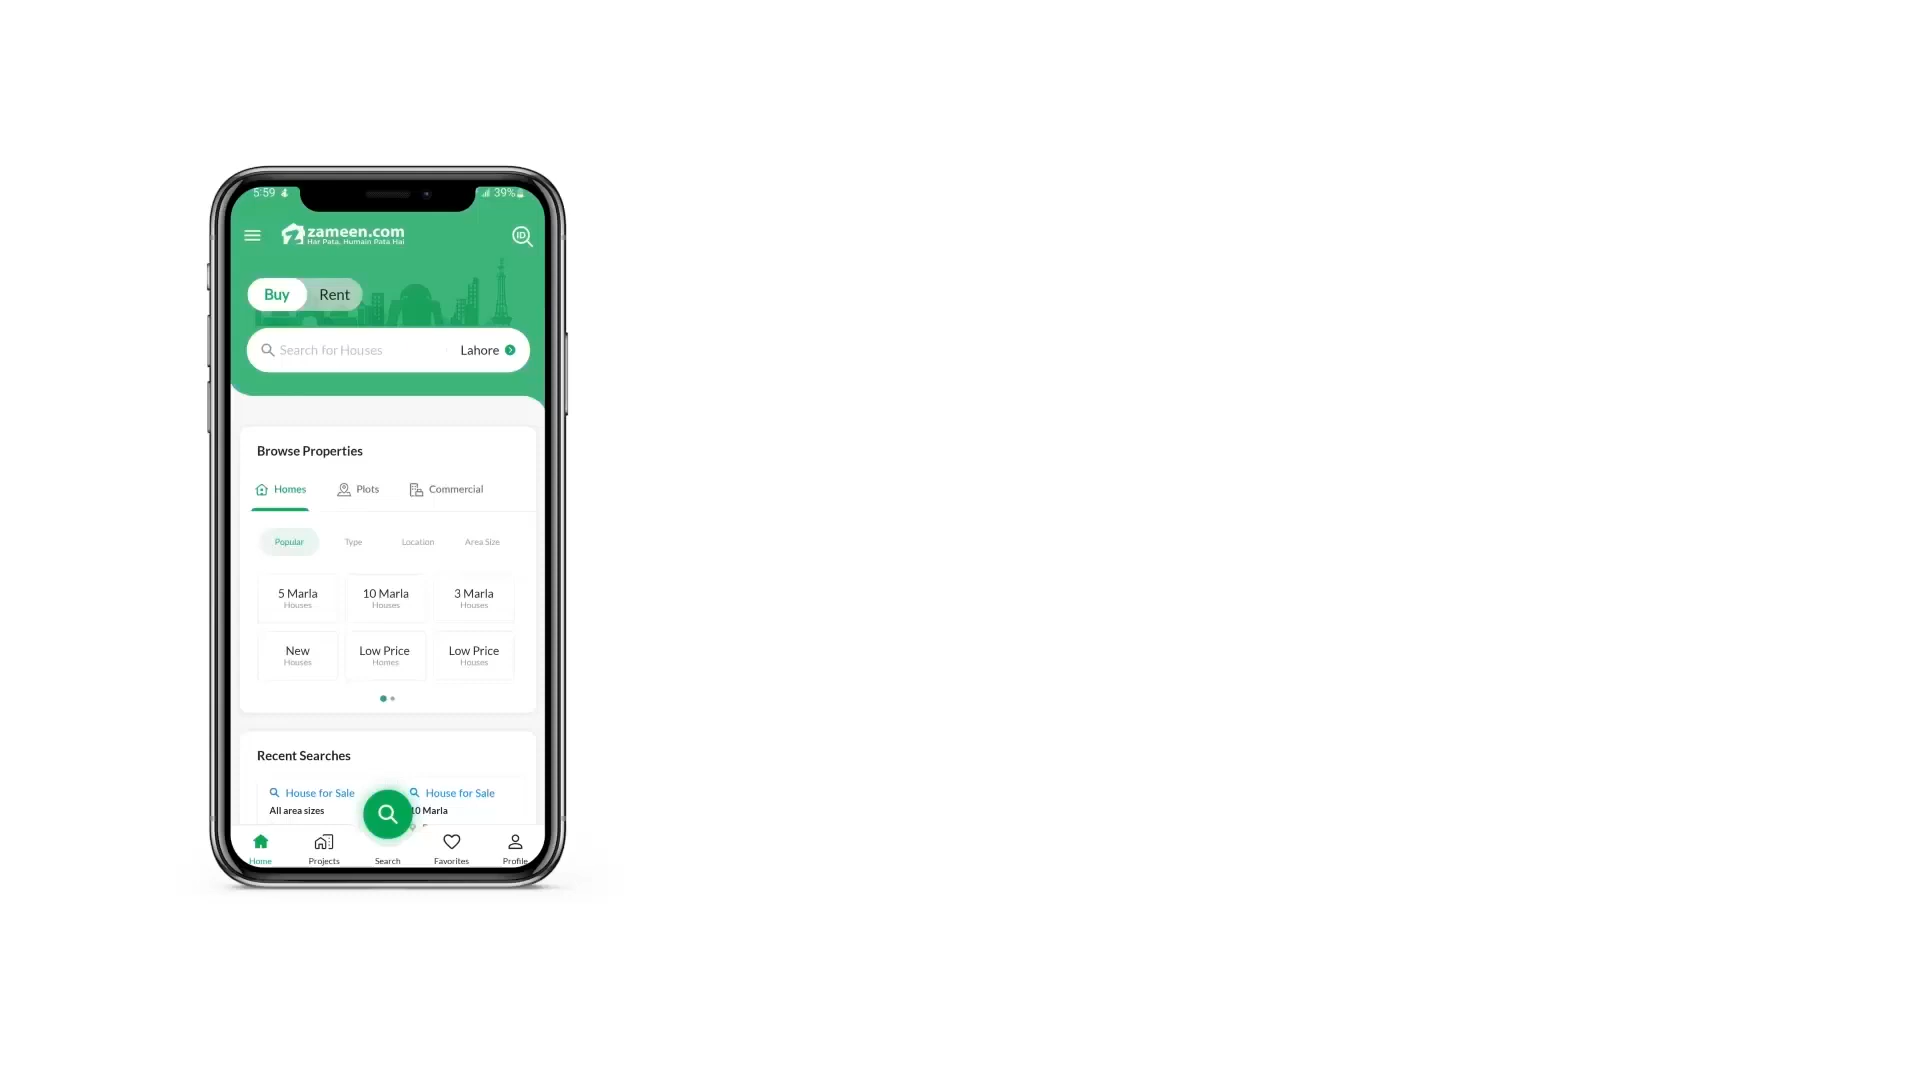 5:59
39%
zameen.com
Har Pata, Humain Pata Hai
ID
Buy Rent
Search for Houses Lahore
Browse Properties
Homes Plots Commercial
Popular Type Location Area Size
5 Marla 10 Marla 3 Marla
Houses Houses Houses
New Low Price Low Price
Houses Homes Houses
Recent Searches
House for Sale House for Sale
All area sizes 10 Marla
Home Projects Search Favorites Profile